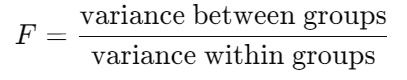 F = variance between groups / variance within groups